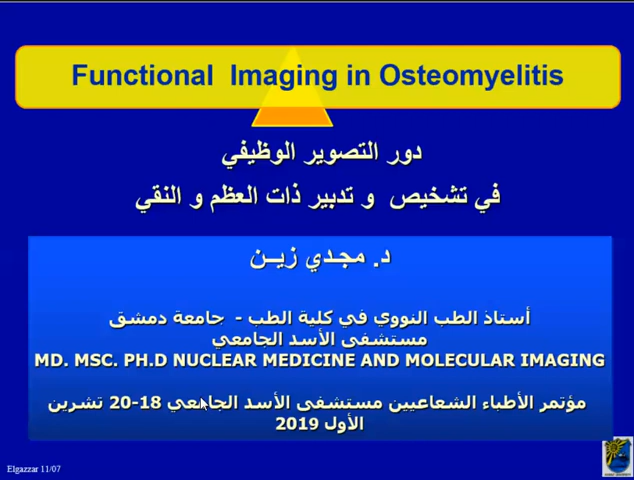 Functional Imaging in Osteomyelitis
دور التصوير الوظيفي
في تشخيص و تدبير ذات العظم و النقي
د. مجدي زيــن
أستاذ الطب النووي في كلية الطب - جامعة دمشق
مستشفى الأسد الجامعي
MD. MSC. PH.D NUCLEAR MEDICINE AND MOLECULAR IMAGING
مؤتمر الأطباء الشعاعيين مستشفى الأسد الجامعي 18-20 تشرين
الأول 2019
Elgazzar 11/07